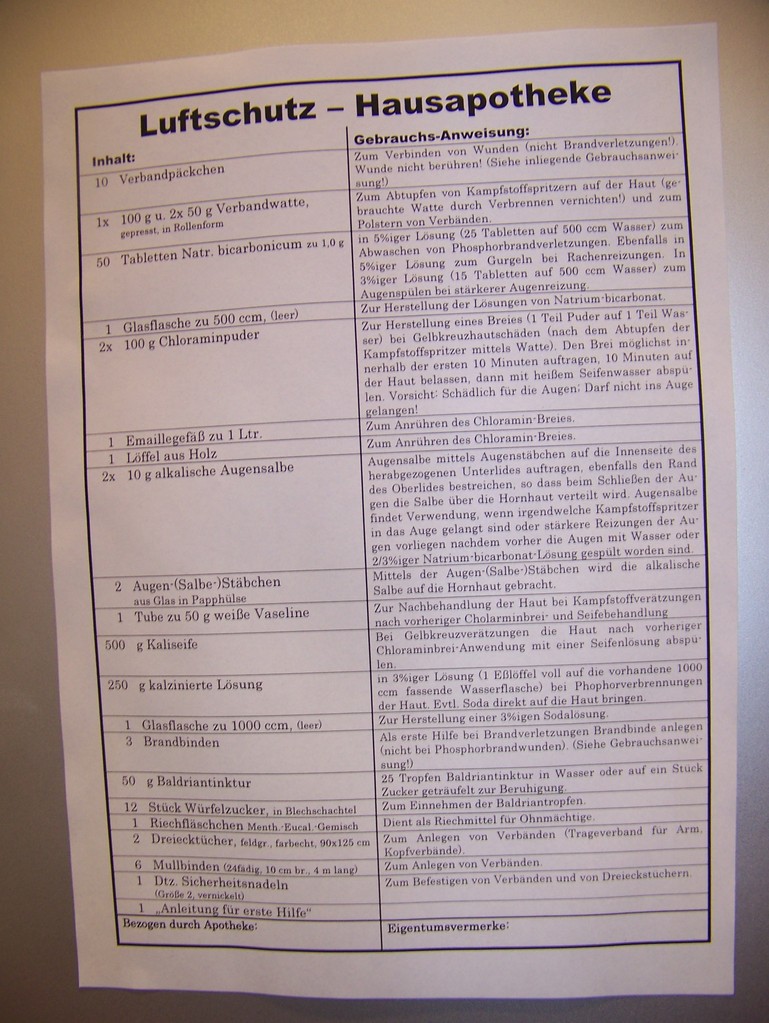 Luftschutz – Hausapotheke
Inhalt:
Gebrauchs-Anweisung:
10 Verbandpäckchen
Zum Verbinden von Wunden (nicht Brandverletzungen!).
Wunde nicht berühren! (Siehe inliegende Gebrauchsanwei-
sung!)
1x 100 g u. 2x 50 g Verbandwatte,
gepresst, in Rollenform
Zum Abtupfen von Kampfstoffspritzern auf der Haut (ge-
brauchte Watte durch Verbrennen vernichten!) und zum
Polstern von Verbänden.
50 Tabletten Natr. bicarbonicum zu 1,0 g
in 5%iger Lösung (25 Tabletten auf 500 ccm Wasser) zum
Abwaschen von Phosphorbrandverletzungen. Ebenfalls in
5%iger Lösung zum Gurgeln bei Rachenreizungen. In
3%iger Lösung (15 Tabletten auf 500 ccm Wasser) zum
Augenspülen bei stärkerer Augenreizung.
1 Glasflasche zu 500 ccm, (leer)
Zur Herstellung der Lösungen von Natrium-bicarbonat.
2x 100 g Chloraminpuder
Zur Herstellung eines Breies (1 Teil Puder auf 1 Teil Was-
ser) bei Gelbkreuzhautschäden (nach dem Abtupfen der
Kampfstoffspritzer mittels Watte). Den Brei möglichst in-
nerhalb der ersten 10 Minuten auftragen, 10 Minuten auf
der Haut belassen, dann mit heißem Seifenwasser abspü-
len. Vorsicht: Schädlich für die Augen; Darf nicht ins Auge
gelangen!
1 Emaillegefäß zu 1 Ltr.
Zum Anrühren des Chloramin-Breies.
1 Löffel aus Holz
Zum Anrühren des Chloramin-Breies.
2x 10 g alkalische Augensalbe
Augensalbe mittels Augenstäbchen auf die Innenseite des
herabgezogenen Unterlides auftragen, ebenfalls den Rand
des Oberlides bestreichen, so dass beim Schließen der Au-
gen die Salbe über die Hornhaut verteilt wird. Augensalbe
findet Verwendung, wenn irgendwelche Kampfstoffspritzer
in das Auge gelangt sind oder stärkere Reizungen der Au-
gen vorliegen nachdem vorher die Augen mit Wasser oder
2/3%iger Natrium-bicarbonat-Lösung gespült worden sind.
2 Augen-(Salbe-)Stäbchen
aus Glas in Papphülse
Mittels der Augen-(Salbe-)Stäbchen wird die alkalische
Salbe auf die Hornhaut gebracht.
1 Tube zu 50 g weiße Vaseline
Zur Nachbehandlung der Haut bei Kampfstoffverätzungen
nach vorheriger Cholarminbrei- und Seifebehandlung
500 g Kaliseife
Bei Gelbkreuzverätzungen die Haut nach vorheriger
Chloraminbrei-Anwendung mit einer Seifenlösung abspü-
len.
250 g kalzinierte Lösung
in 3%iger Lösung (1 Eßlöffel voll auf die vorhandene 1000
ccm fassende Wasserflasche) bei Phophorverbrennungen
der Haut. Evtl. Soda direkt auf die Haut bringen.
1 Glasflasche zu 1000 ccm, (leer)
Zur Herstellung einer 3%igen Sodalösung.
3 Brandbinden
Als erste Hilfe bei Brandverletzungen Brandbinde anlegen
(nicht bei Phosphorbrandwunden). (Siehe Gebrauchsanwei-
sung!)
50 g Baldriantinktur
25 Tropfen Baldriantinktur in Wasser oder auf ein Stück
Zucker geträufelt zur Beruhigung.
12 Stück Würfelzucker, in Blechschachtel
Zum Einnehmen der Baldriantropfen.
1 Riechfläschchen Menth.-Eucal.-Gemisch
Dient als Riechmittel für Ohnmächtige.
2 Dreiecktücher, feldgr., farbecht, 90x125 cm
Zum Anlegen von Verbänden (Trageverband für Arm,
Kopfverbände).
6 Mullbinden (24fädig, 10 cm br., 4 m lang)
Zum Anlegen von Verbänden.
1 Dtz. Sicherheitsnadeln
(Größe 2, vernickelt)
Zum Befestigen von Verbänden und von Dreieckstüchern.
1 „Anleitung für erste Hilfe“
Bezogen durch Apotheke:
Eigentumsvermerke: